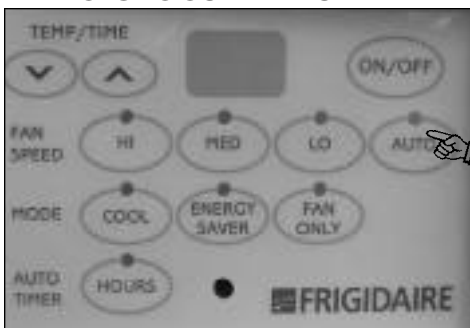 TEMP/TIME
ON/OFF
FAN SPEED HI MED LO AUTO
MODE COOL ENERGY SAVER FAN ONLY
AUTO TIMER HOURS
FRIGIDAIRE